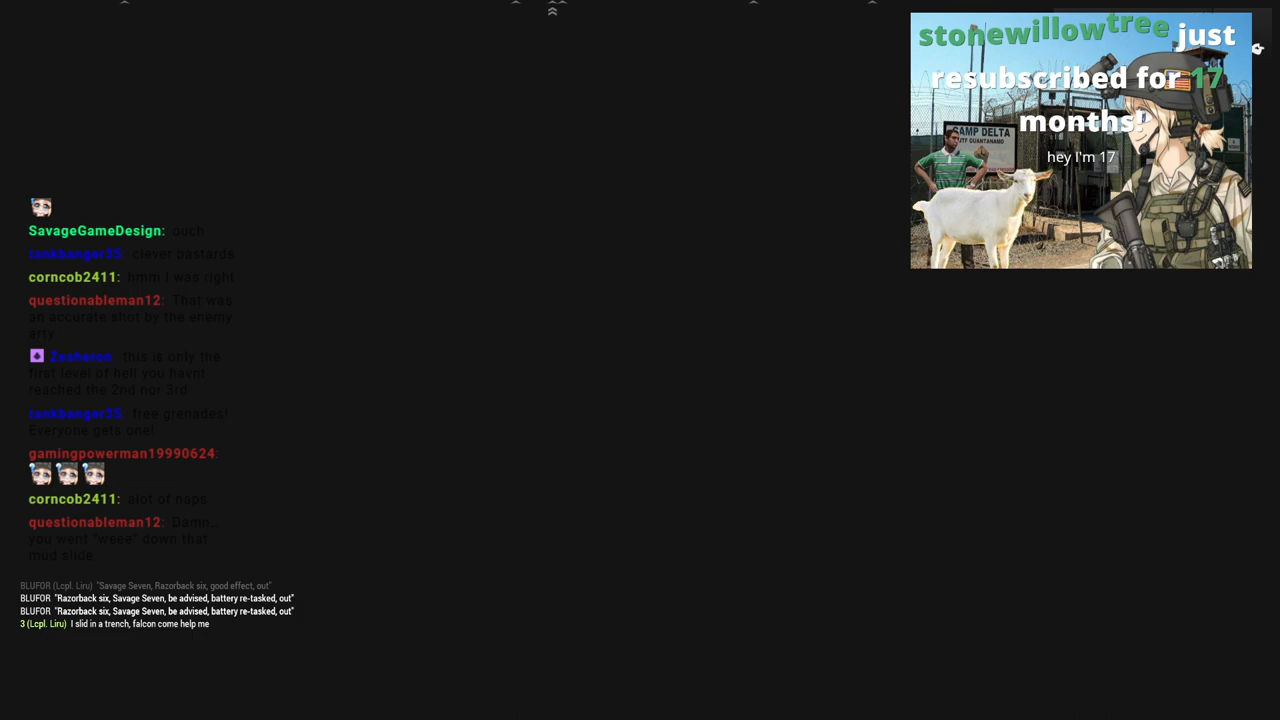 stonewillowtree just
resubscribed for 17
months!
hey I'm 17
CAMP DELTA
JTF GUANTANAMO
SavageGameDesign: ouch
tankbanger35: clever bastards
corncob2411: hmm I was right
questionableman12: That was
an accurate shot by the enemy
arty
Zesheron: this is only the
first level of hell you havnt
reached the 2nd nor 3rd
tankbanger35: free grenades!
Everyone gets one!
gamingpowerman19990624:
corncob2411: alot of naps
questionableman12: Damn...
you went "weee" down that
mud slide.
BLUFOR (Lcpl. Liru) "Savage Seven, Razorback six, good effect, out"
BLUFOR "Razorback six, Savage Seven, be advised, battery re-tasked, out"
BLUFOR "Razorback six, Savage Seven, be advised, battery re-tasked, out"
3 (Lcpl. Liru) I slid in a trench, falcon come help me